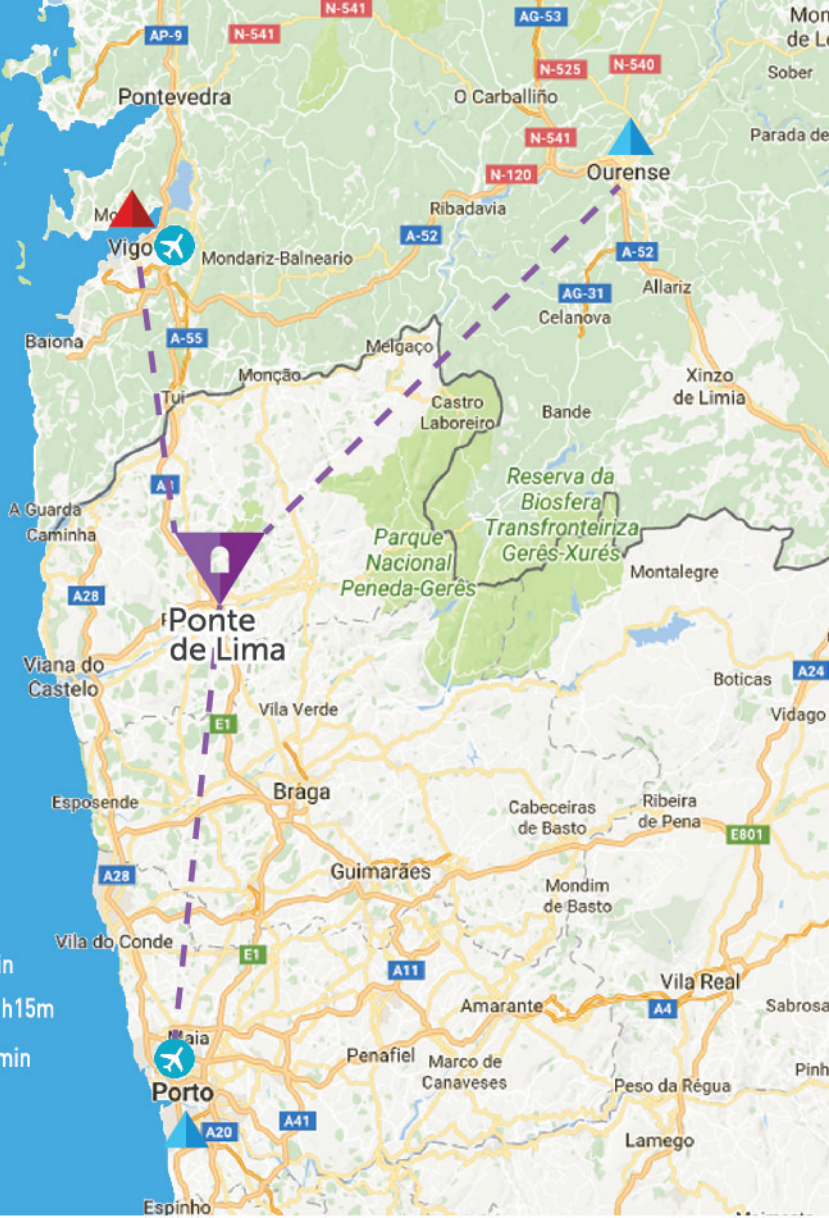 N-541
AG-53
Mon
de Le
AP-9
N-541
N-525
N-540
Sober
Pontevedra
O Carballiño
N-541
Parada de
N-120
Ourense
Mo
Ribadavia
A-52
Vigo
Mondariz-Balneario
A-52
AG-31
Allariz
Celanova
A-55
Baiona
Melgaço
Monção
Xinzo
de Limia
Tui
Castro
Laboreiro
Bande
A3
Reserva da
Biosfera
Transfronteiriza
Gerês-Xurés
A Guarda
Caminha
Parque
Nacional
Peneda-Gerês
Montalegre
A28
Ponte
de Lima
Viana do
Castelo
A24
Boticas
Vidago
Vila Verde
E1
Braga
Esposende
Cabeceiras
de Basto
Ribeira
de Pena
E801
A28
Guimarães
Mondim
de Basto
Vila do Conde
E1
in
A11
Vila Real
h15m
Amarante
A4
Sabrosa
Maia
min
Penafiel
Marco de
Canaveses
Pinh
Porto
Peso da Régua
A41
A20
Lamego
Espinho